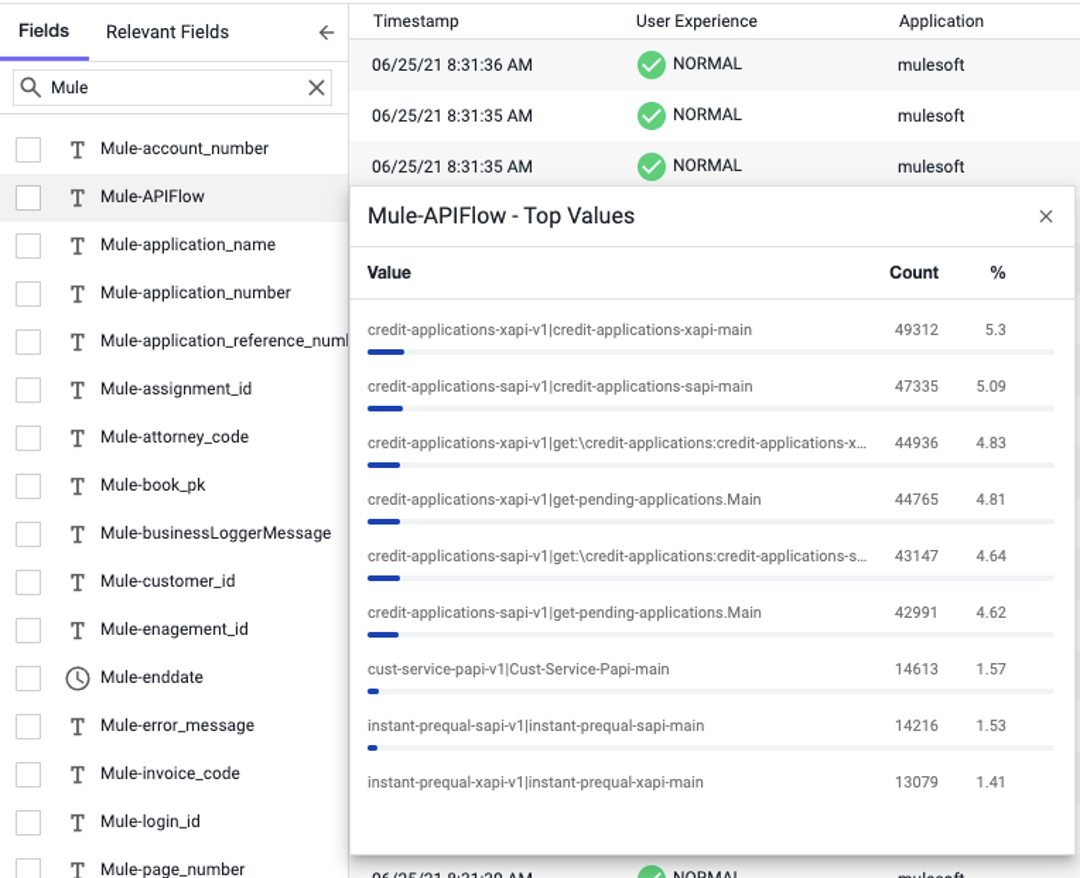 Fields Relevant Fields
Mule
Mule-account_number
Mule-APIFlow
Mule-application_name
Mule-application_number
Mule-application_reference_num
Mule-assignment_id
Mule-attorney_code
Mule-book_pk
Mule-businessLoggerMessage
Mule-customer_id
Mule-enagement_id
Mule-enddate
Mule-error_message
Mule-invoice_code
Mule-login_id
Mule-page_number
Timestamp User Experience Application
06/25/21 8:31:36 AM NORMAL mulesoft
06/25/21 8:31:35 AM NORMAL mulesoft
06/25/21 8:31:35 AM NORMAL mulesoft
Mule-APIFlow - Top Values
Value Count %
credit-applications-xapi-v1|credit-applications-xapi-main 49312 5.3
credit-applications-sapi-v1|credit-applications-sapi-main 47335 5.09
credit-applications-xapi-v1|get:\credit-applications:credit-applications-x... 44936 4.83
credit-applications-xapi-v1|get-pending-applications.Main 44765 4.81
credit-applications-sapi-v1|get:\credit-applications:credit-applications-s... 43147 4.64
credit-applications-sapi-v1|get-pending-applications.Main 42991 4.62
cust-service-papi-v1|Cust-Service-Papi-main 14613 1.57
instant-prequal-sapi-v1|instant-prequal-sapi-main 14216 1.53
instant-prequal-xapi-v1|instant-prequal-xapi-main 13079 1.41
NORMAL mulesoft